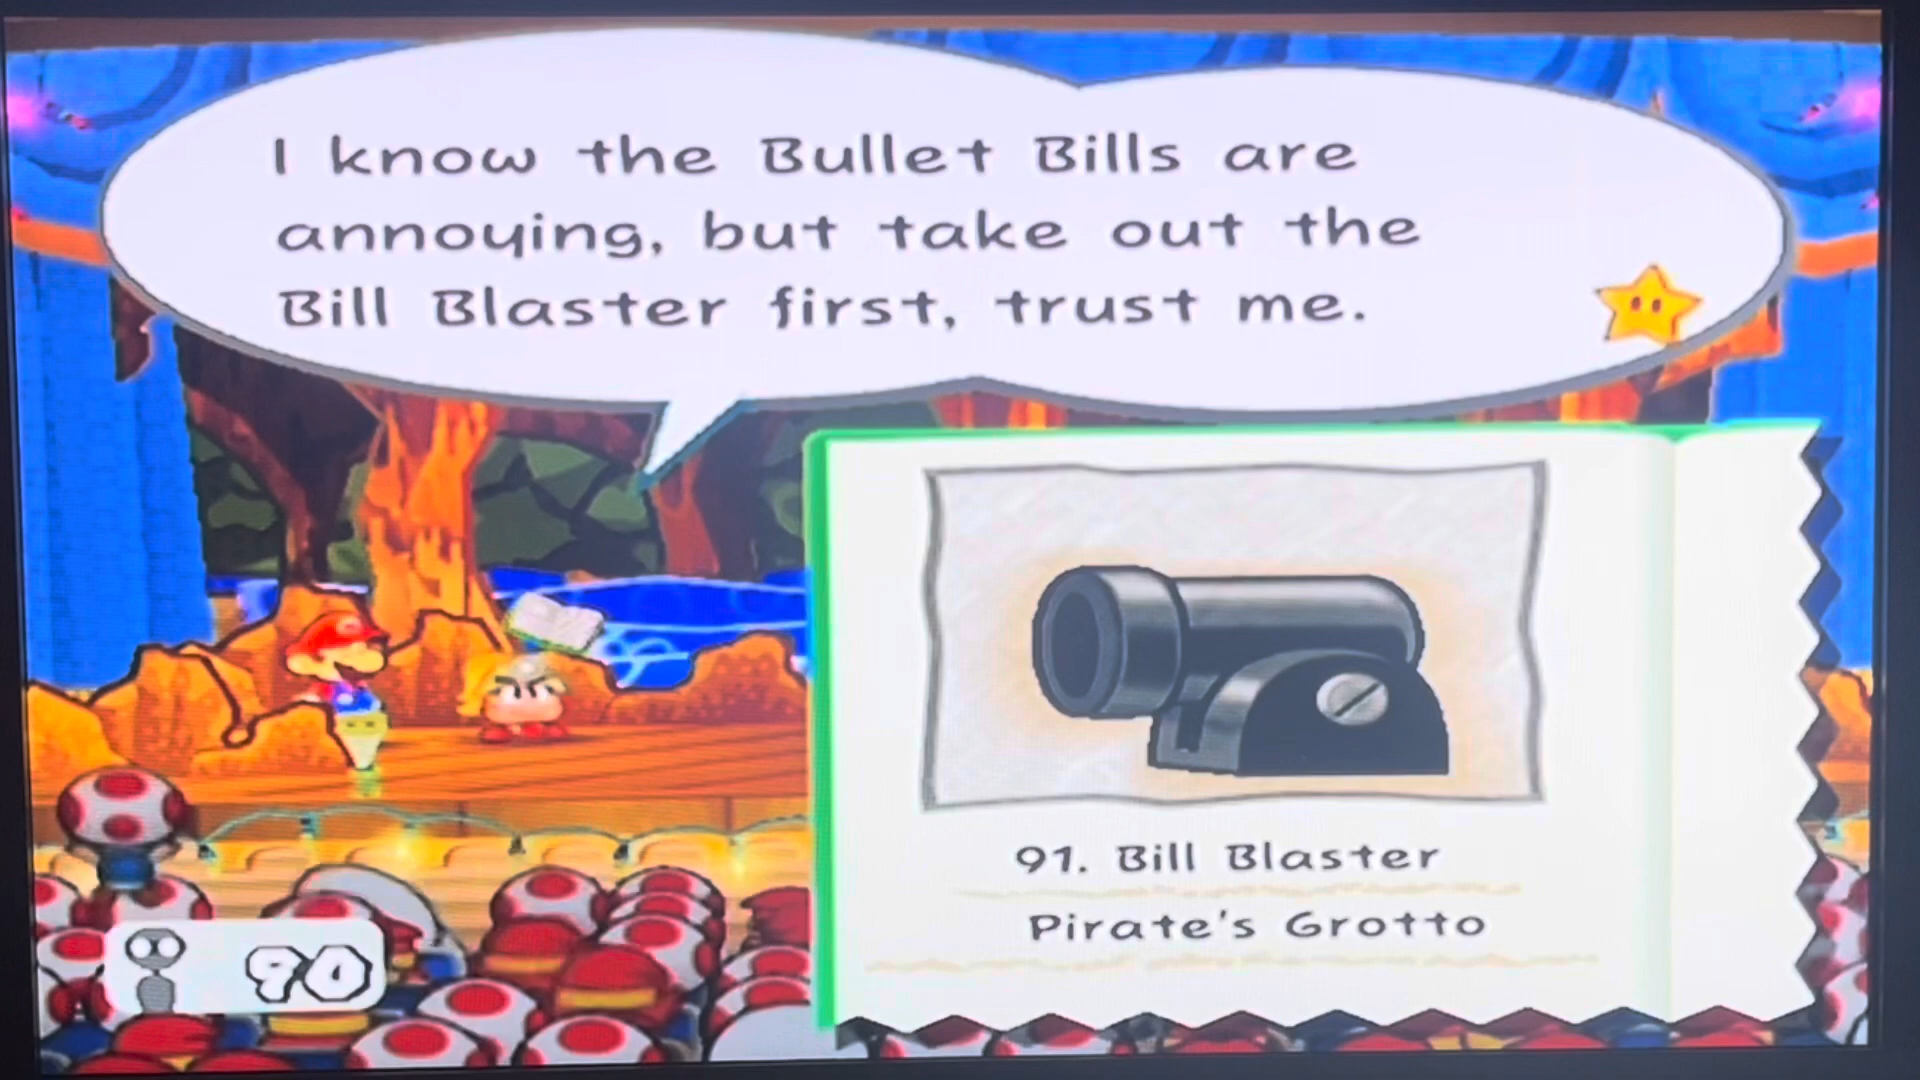 I know the Bullet Bills are
annoying, but take out the
Bill Blaster first, trust me.
91. Bill Blaster
Pirate's Grotto
90